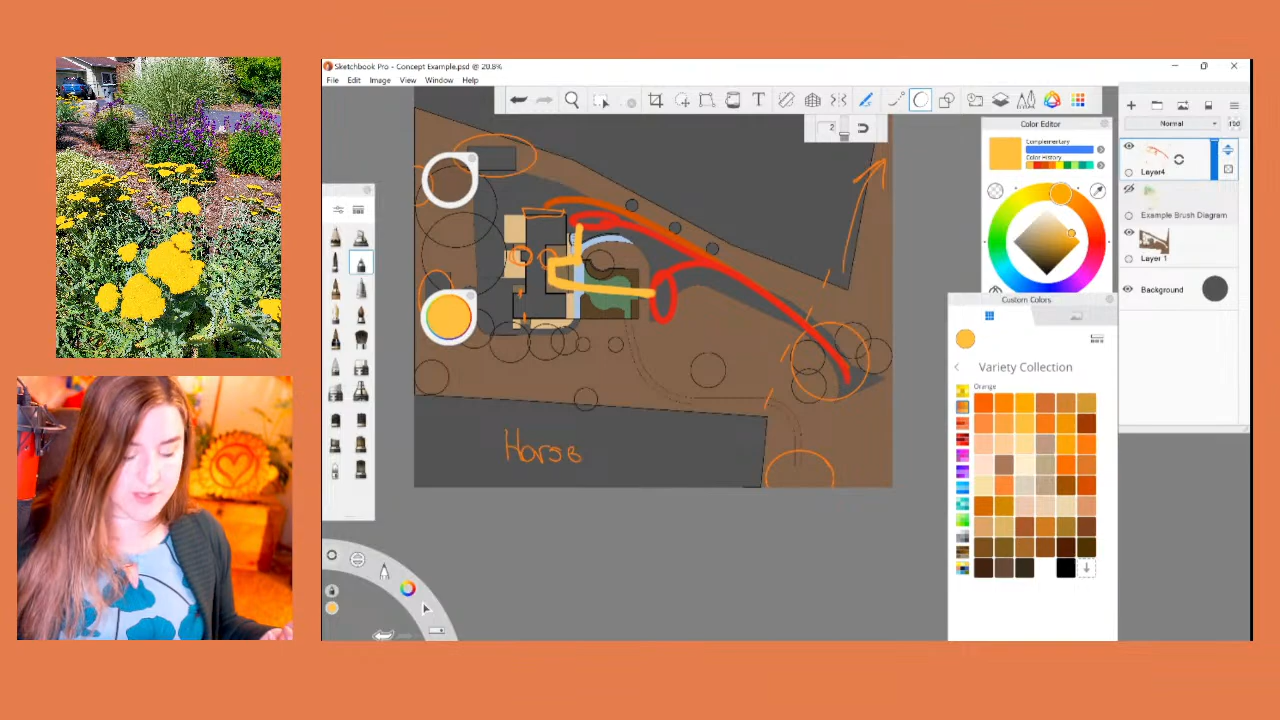 Sketchbook Pro - Concept Example.psd @ 20.8%
File Edit Image View Window Help
2
Color Editor
Complementary
Color History
Normal
Layer4
Example Brush Diagram
Layer 1
Background
Custom Colors
Variety Collection
Orange
Horse